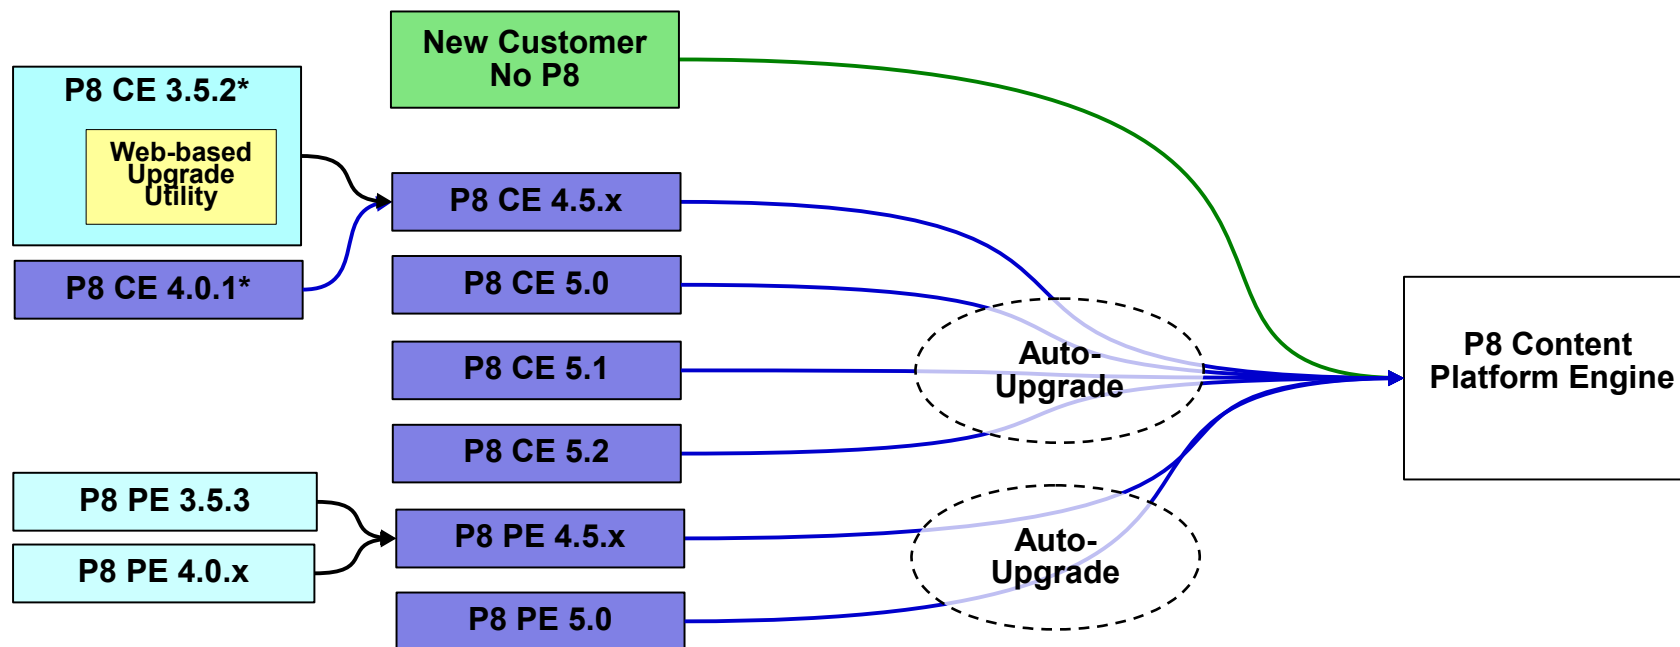 New Customer
No P8
P8 CE 3.5.2*
Web-based
Upgrade
Utility
P8 CE 4.0.1*
P8 CE 4.5.x
P8 CE 5.0
P8 CE 5.1
P8 CE 5.2
P8 PE 3.5.3
P8 PE 4.0.x
P8 PE 4.5.x
P8 PE 5.0
Auto-
Upgrade
Auto-
Upgrade
P8 Content
Platform Engine